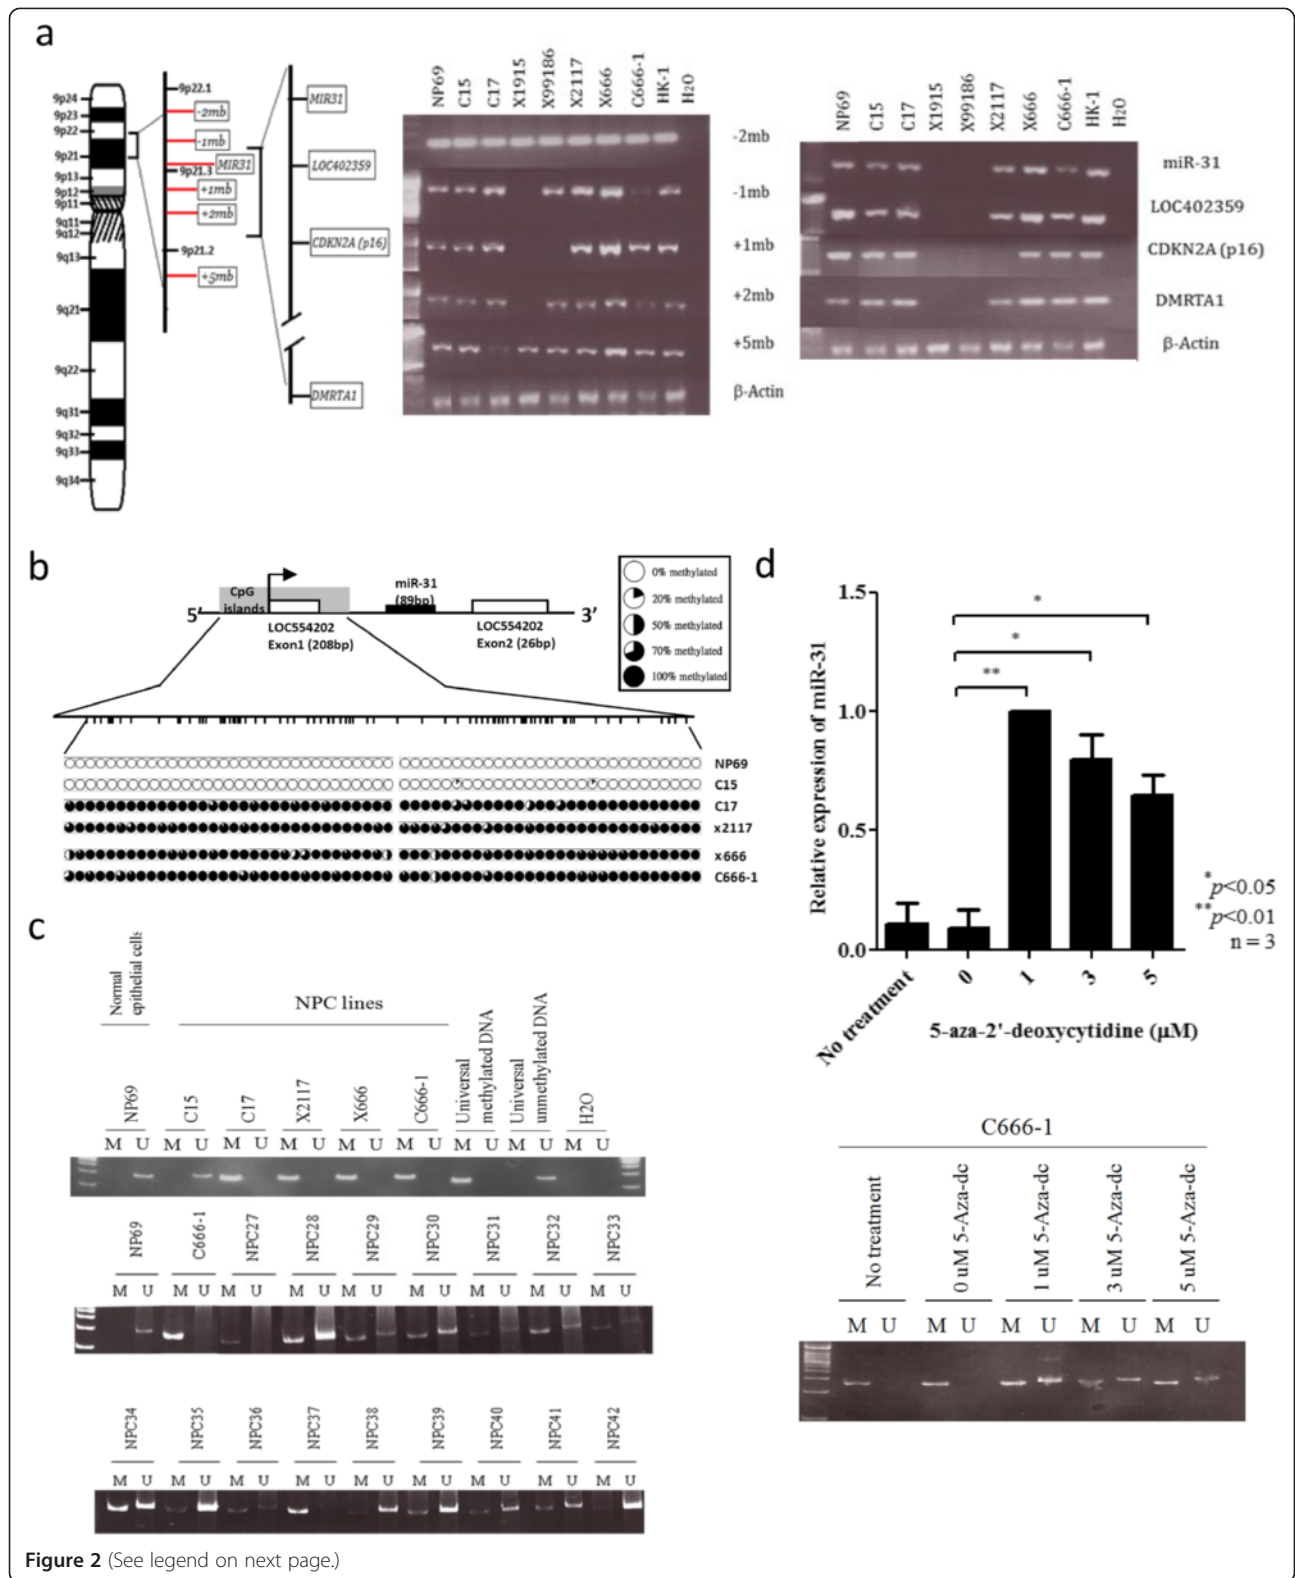 a
9p24
9p23
9p22
9p21
9p13
9p12
9p11
9q11
9q12
9q13
9q21
9q22
9q31
9q32
9q33
9q34
9p22.1
-2mb
-1mb
MIR31
9p21.3
+1mb
+2mb
9p21.2
+5mb
MIR31
LOC402359
CDKN2A (p16)
DMRTA1
NP69 C15 C17 X1915 X99186 X2117 X666 C666-1 HK-1 H2O
-2mb
-1mb
+1mb
+2mb
+5mb
β-Actin
NP69 C15 C17 X1915 X99186 X2117 X666 C666-1 HK-1 H2O
miR-31
LOC402359
CDKN2A (p16)
DMRTA1
β-Actin
b
CpG
islands
5'
LOC554202
Exon1 (208bp)
miR-31
(89bp)
LOC554202
Exon2 (26bp)
3'
0% methylated
20% methylated
50% methylated
70% methylated
100% methylated
NP69
C15
C17
x2117
x666
C666-1
c
Normal
epithelial cells
NPC lines
NP69 C15 C17 X2117 X666 C666-1
Universal
methylated DNA
Universal
unmethylated DNA
H2O
M U M U M U M U M U M U M U M U M U
NP69 C666-1 NPC27 NPC28 NPC29 NPC30 NPC31 NPC32 NPC33
M U M U M U M U M U M U M U M U M U
NPC34 NPC35 NPC36 NPC37 NPC38 NPC39 NPC40 NPC41 NPC42
M U M U M U M U M U M U M U M U M U
d
Relative expression of miR-31
1.5
1.0
0.5
0.0
*
*
**
No treatment 0 1 3 5
5-aza-2'-deoxycytidine (μM)
*p<0.05
**p<0.01
n = 3
C666-1
No treatment
0 uM 5-Aza-dc
1 uM 5-Aza-dc
3 uM 5-Aza-dc
5 uM 5-Aza-dc
M U M U M U M U M U
Figure 2 (See legend on next page.)